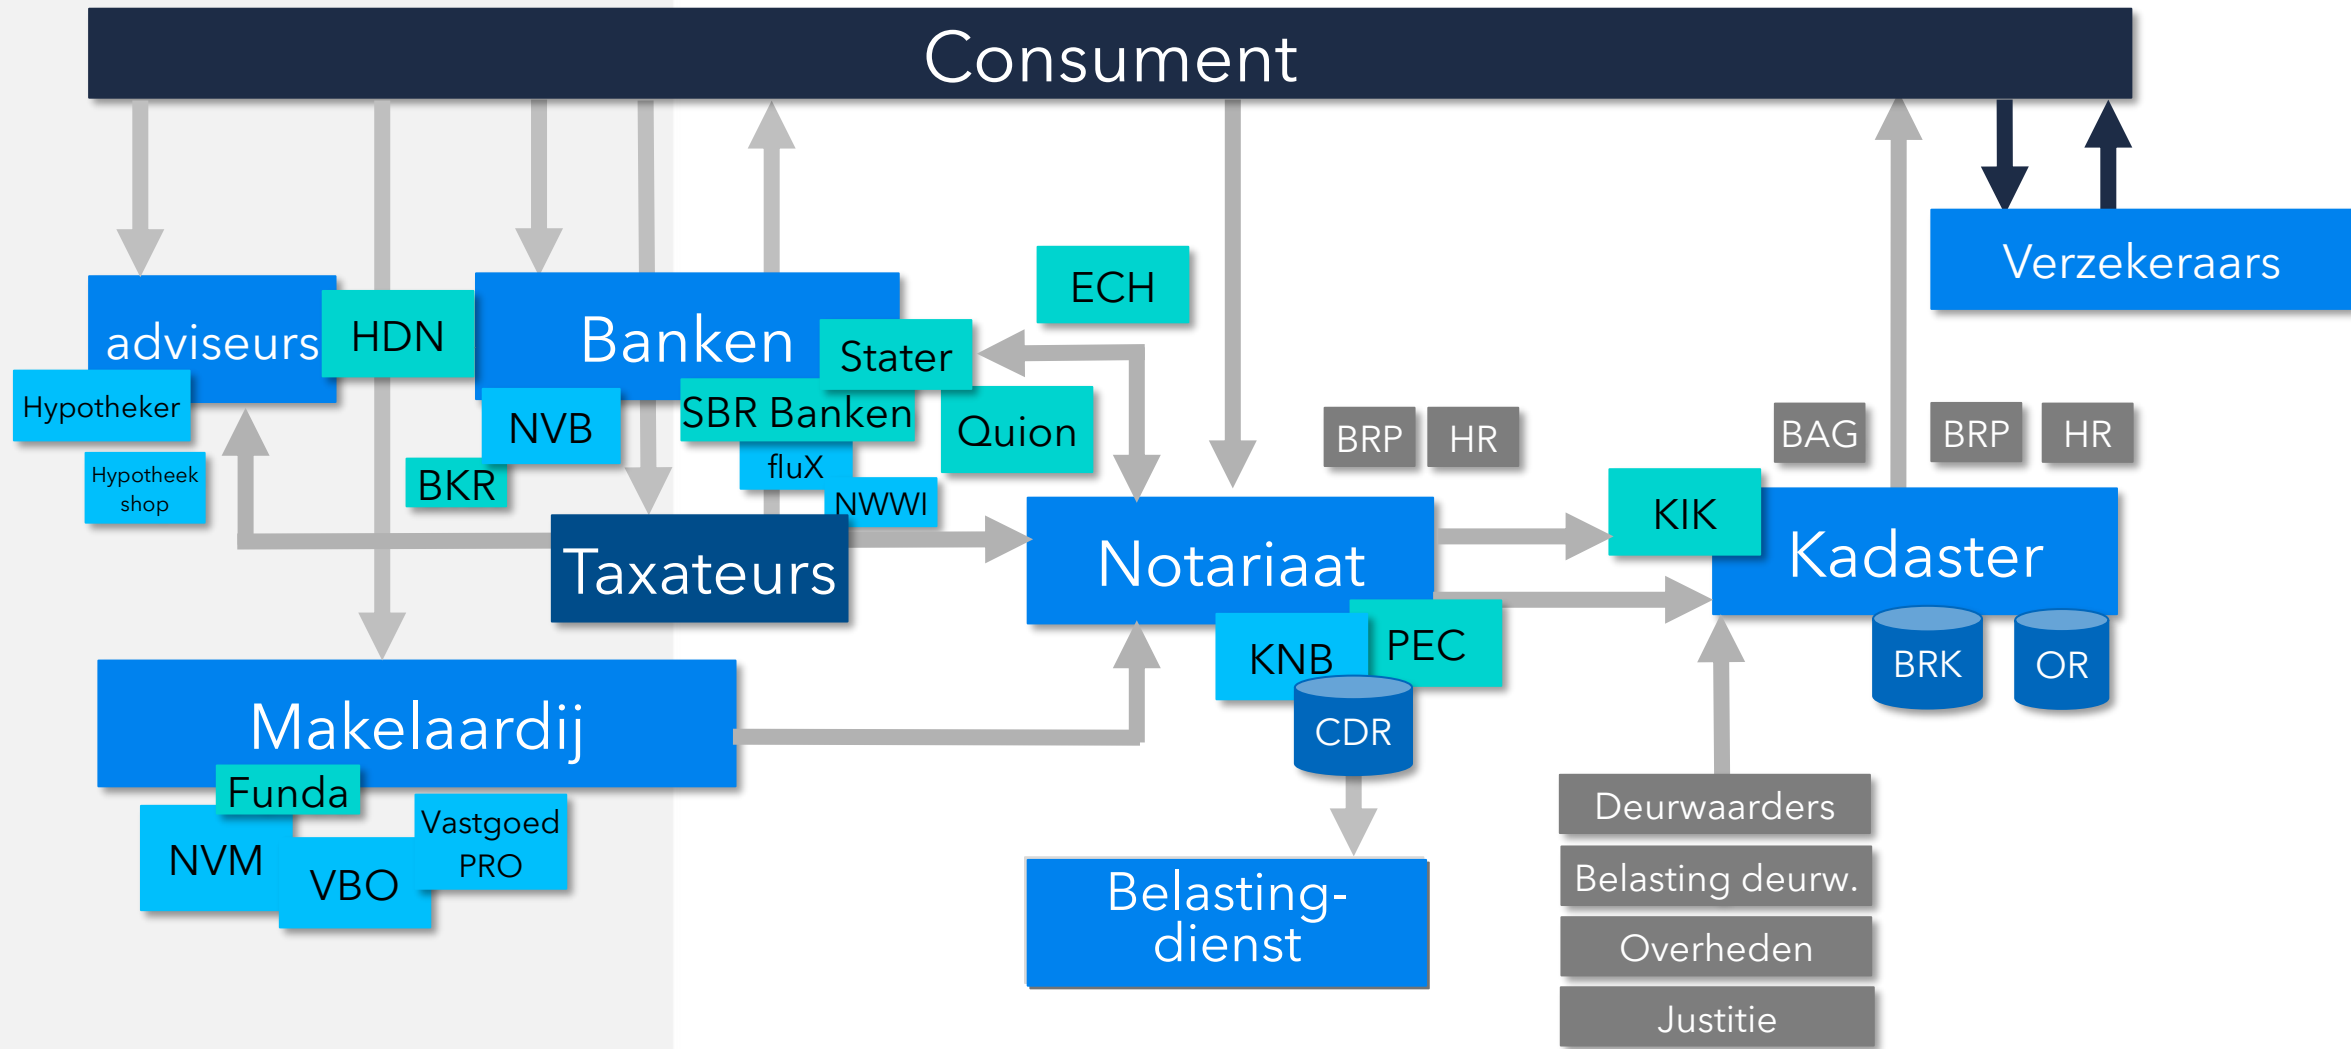 Consument
Verzekeraars
ECH
adviseurs
HDN
Banken
Stater
Hypotheker
NVB
SBR Banken
Quion
BRP
HR
BAG
BRP
HR
Hypotheek
shop
BKR
fluX
NWWI
KIK
Taxateurs
Notariaat
Kadaster
KNB
PEC
BRK
OR
Makelaardij
CDR
Funda
Vastgoed
PRO
NVM
VBO
Deurwaarders
Belasting-
dienst
Belasting deurw.
Overheden
Justitie